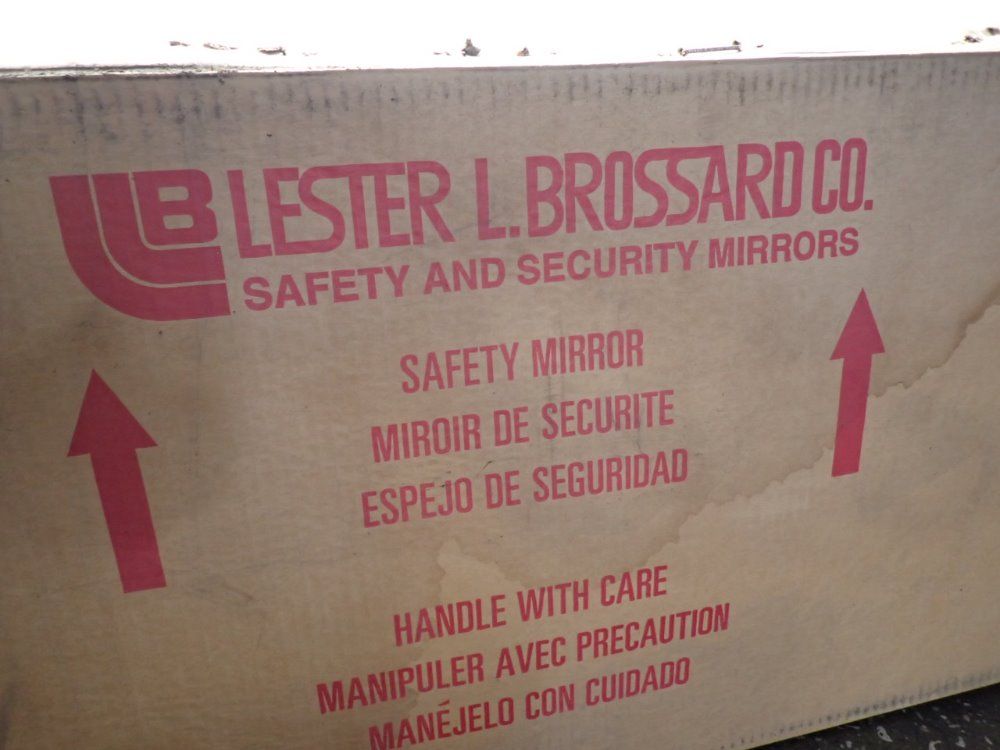 LLB LESTER L. BROSSARD CO.
SAFETY AND SECURITY MIRRORS
SAFETY MIRROR
MIROIR DE SECURITE
ESPEJO DE SEGURIDAD
HANDLE WITH CARE
MANIPULER AVEC PRECAUTION
MANÉJELO CON CUIDADO